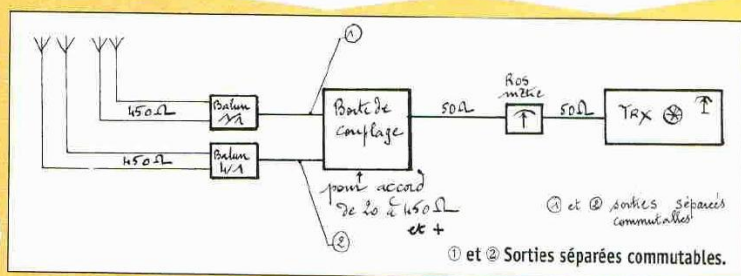 ①
450Ω
Balun
1/1
Boîte de
couplage
50Ω
Ros
mètre
50Ω
TRX
450Ω
Balun
4/1
②
pour accord
de 20 à 450Ω
et +
① et ② sorties séparées
commutables
① et ② Sorties séparées commutables.